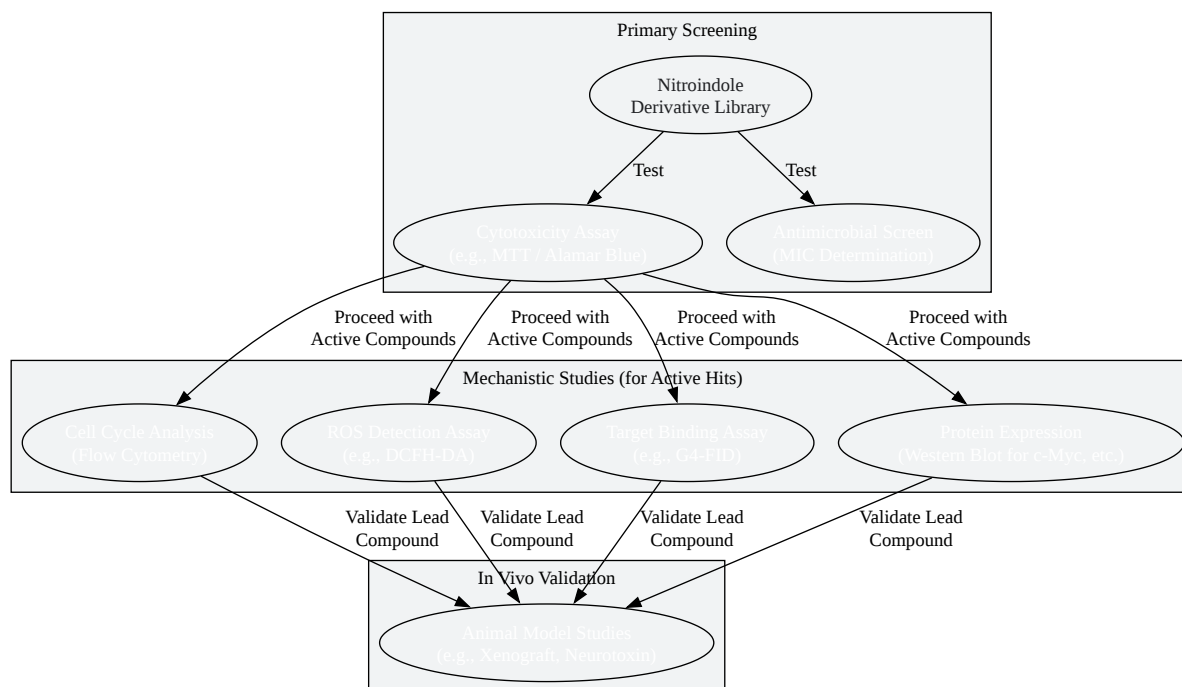 Primary Screening
Nitroindole
Derivative Library
Test
Test
Cytotoxicity Assay
(e.g., MTT / Alamar Blue)
Antimicrobial Screen
(MIC Determination)
Proceed with
Active Compounds
Proceed with
Active Compounds
Proceed with
Active Compounds
Proceed with
Active Compounds
Mechanistic Studies (for Active Hits)
Cell Cycle Analysis
(Flow Cytometry)
ROS Detection Assay
(e.g., DCFH-DA)
Target Binding Assay
(e.g., G4-FID)
Protein Expression
(Western Blot for c-Myc, etc.)
Validate Lead
Compound
Validate Lead
Compound
Validate Lead
Compound
Validate Lead
Compound
In Vivo Validation
Animal Model Studies
(e.g., Xenograft, Neurotoxin)